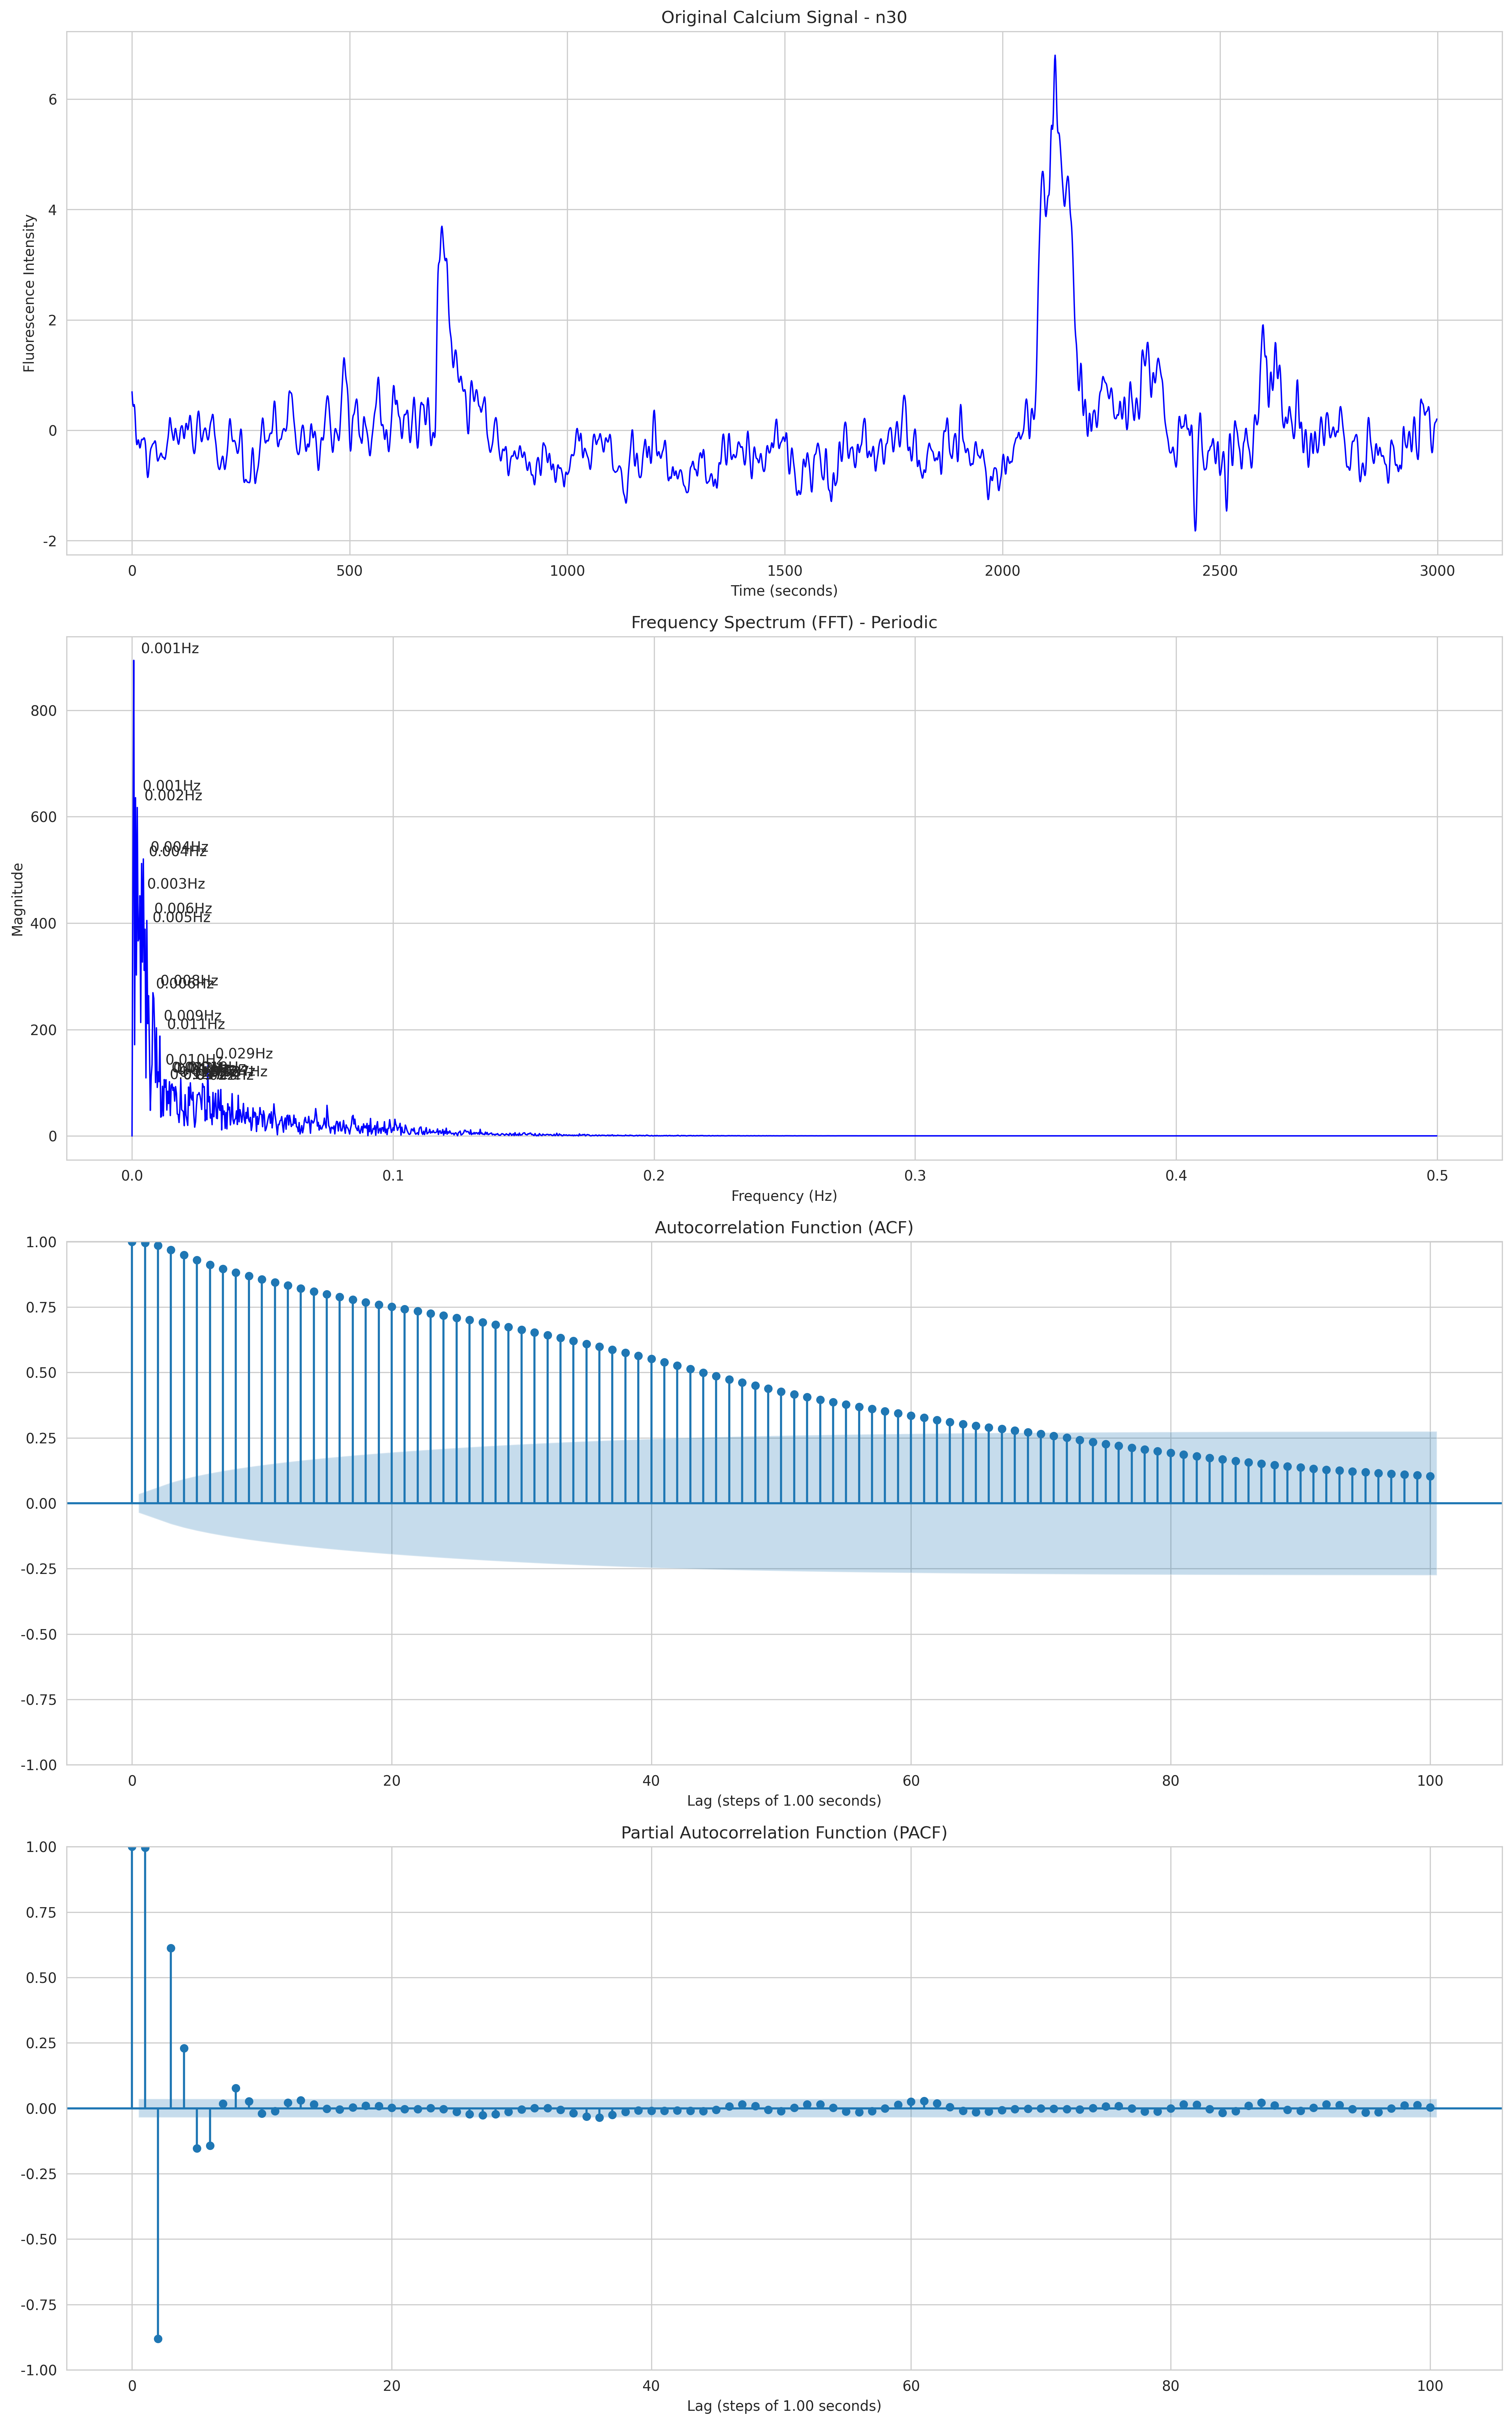 Original Calcium Signal - n30
Fluorescence Intensity
6
4
2
0
-2
0 500 1000 1500 2000 2500 3000
Time (seconds)
Frequency Spectrum (FFT) - Periodic
Magnitude
800
600
400
200
0
0.001Hz
0.001Hz
0.002Hz
0.004Hz
0.004Hz
0.003Hz
0.006Hz
0.005Hz
0.008Hz
0.006Hz
0.009Hz
0.011Hz
0.029Hz
0.010Hz
0.0 0.1 0.2 0.3 0.4 0.5
Frequency (Hz)
Autocorrelation Function (ACF)
1.00
0.75
0.50
0.25
0.00
-0.25
-0.50
-0.75
-1.00
0 20 40 60 80 100
Lag (steps of 1.00 seconds)
Partial Autocorrelation Function (PACF)
1.00
0.75
0.50
0.25
0.00
-0.25
-0.50
-0.75
-1.00
0 20 40 60 80 100
Lag (steps of 1.00 seconds)